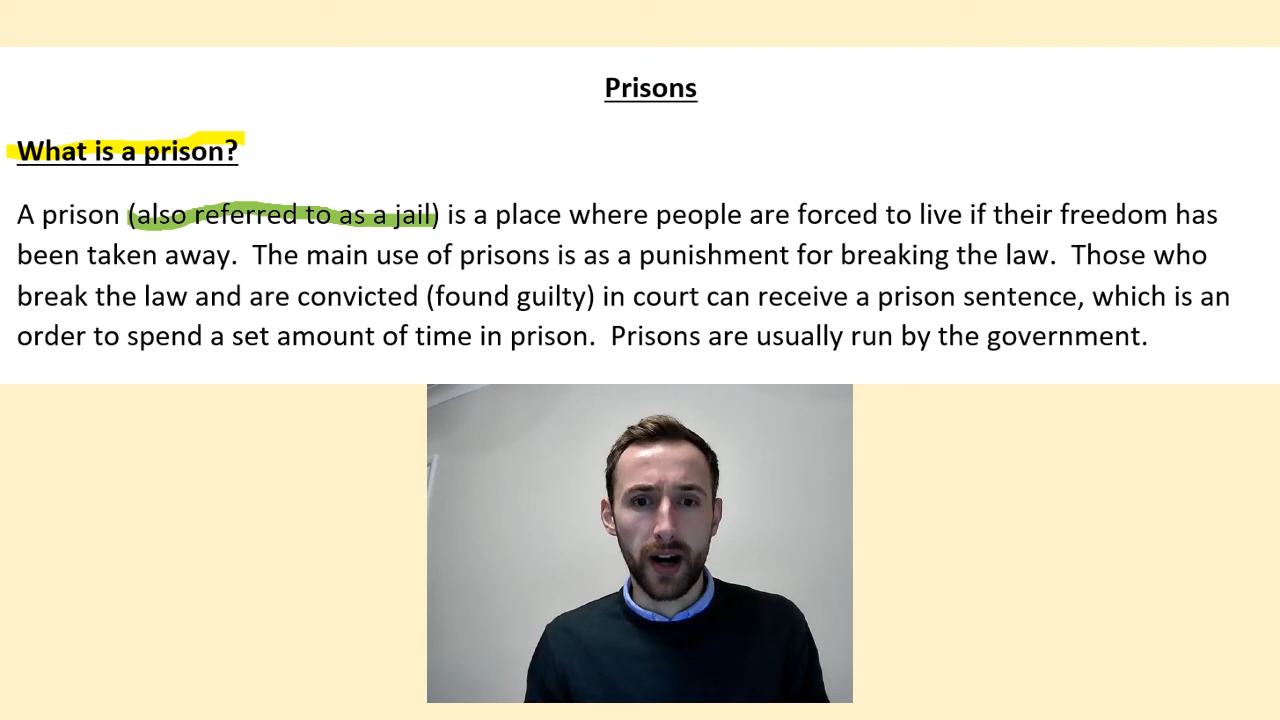 Prisons
What is a prison?
A prison (also referred to as a jail) is a place where people are forced to live if their freedom has
been taken away.  The main use of prisons is as a punishment for breaking the law.  Those who
break the law and are convicted (found guilty) in court can receive a prison sentence, which is an
order to spend a set amount of time in prison.  Prisons are usually run by the government.